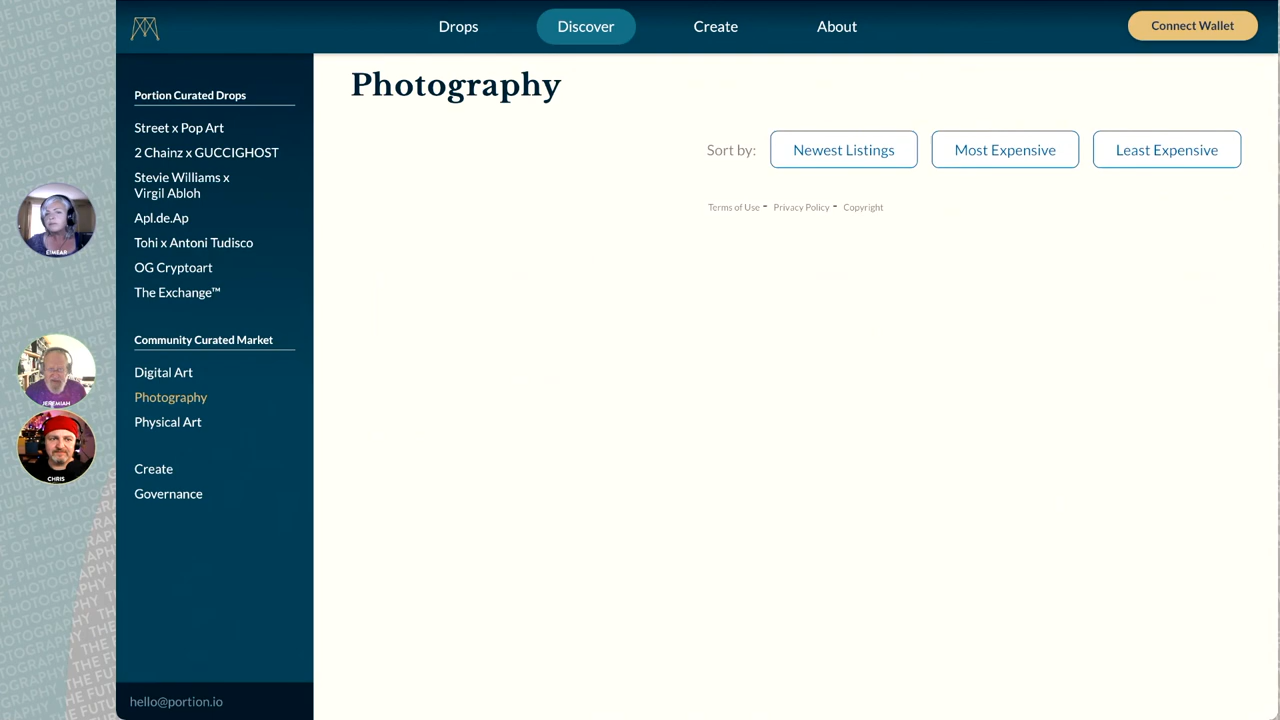 Drops
Discover
Create
About
Connect Wallet
Portion Curated Drops
Street x Pop Art
2 Chainz x GUCCIGHOST
Stevie Williams x
Virgil Abloh
Apl.de.Ap
Tohi x Antoni Tudisco
OG Cryptoart
The Exchange™
Community Curated Market
Digital Art
Photography
Physical Art
Create
Governance
hello@portion.io
Photography
Sort by:
Newest Listings
Most Expensive
Least Expensive
Terms of Use - Privacy Policy - Copyright
EIMEAR
JEREMIAH
CHRIS